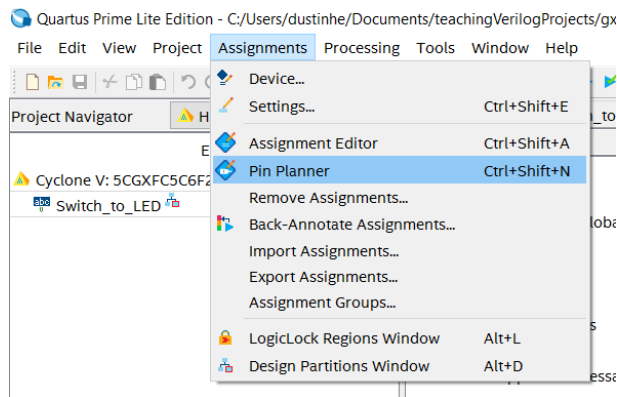 Quartus Prime Lite Edition - C:/Users/dustinhe/Documents/teachingVerilogProjects/gx
File Edit View Project Assignments Processing Tools Window Help
Device...
Settings... Ctrl+Shift+E
Project Navigator H
Assignment Editor Ctrl+Shift+A
Pin Planner Ctrl+Shift+N
Cyclone V: 5CGXFC5C6F2
abc Switch_to_LED
Remove Assignments...
Back-Annotate Assignments...
Import Assignments...
Export Assignments...
Assignment Groups...
LogicLock Regions Window Alt+L
Design Partitions Window Alt+D